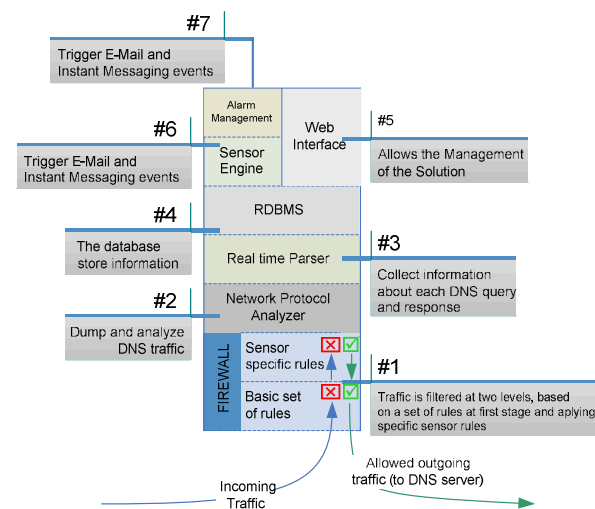 #7
Trigger E-Mail and
Instant Messaging events
Alarm
Management
Web
Interface
#5
Allows the Management
of the Solution
#6
Trigger E-Mail and
Instant Messaging events
Sensor
Engine
#4
The database
store information
RDBMS
#3
Collect information
about each DNS query
and response
Real time Parser
#2
Dump and analyze
DNS traffic
Network Protocol
Analyzer
FIREWALL
Sensor
specific rules
Basic set
of rules
#1
Traffic is filtered at two levels, based
on a set of rules at first stage and aplying
specific sensor rules
Incoming
Traffic
Allowed outgoing
traffic (to DNS server)